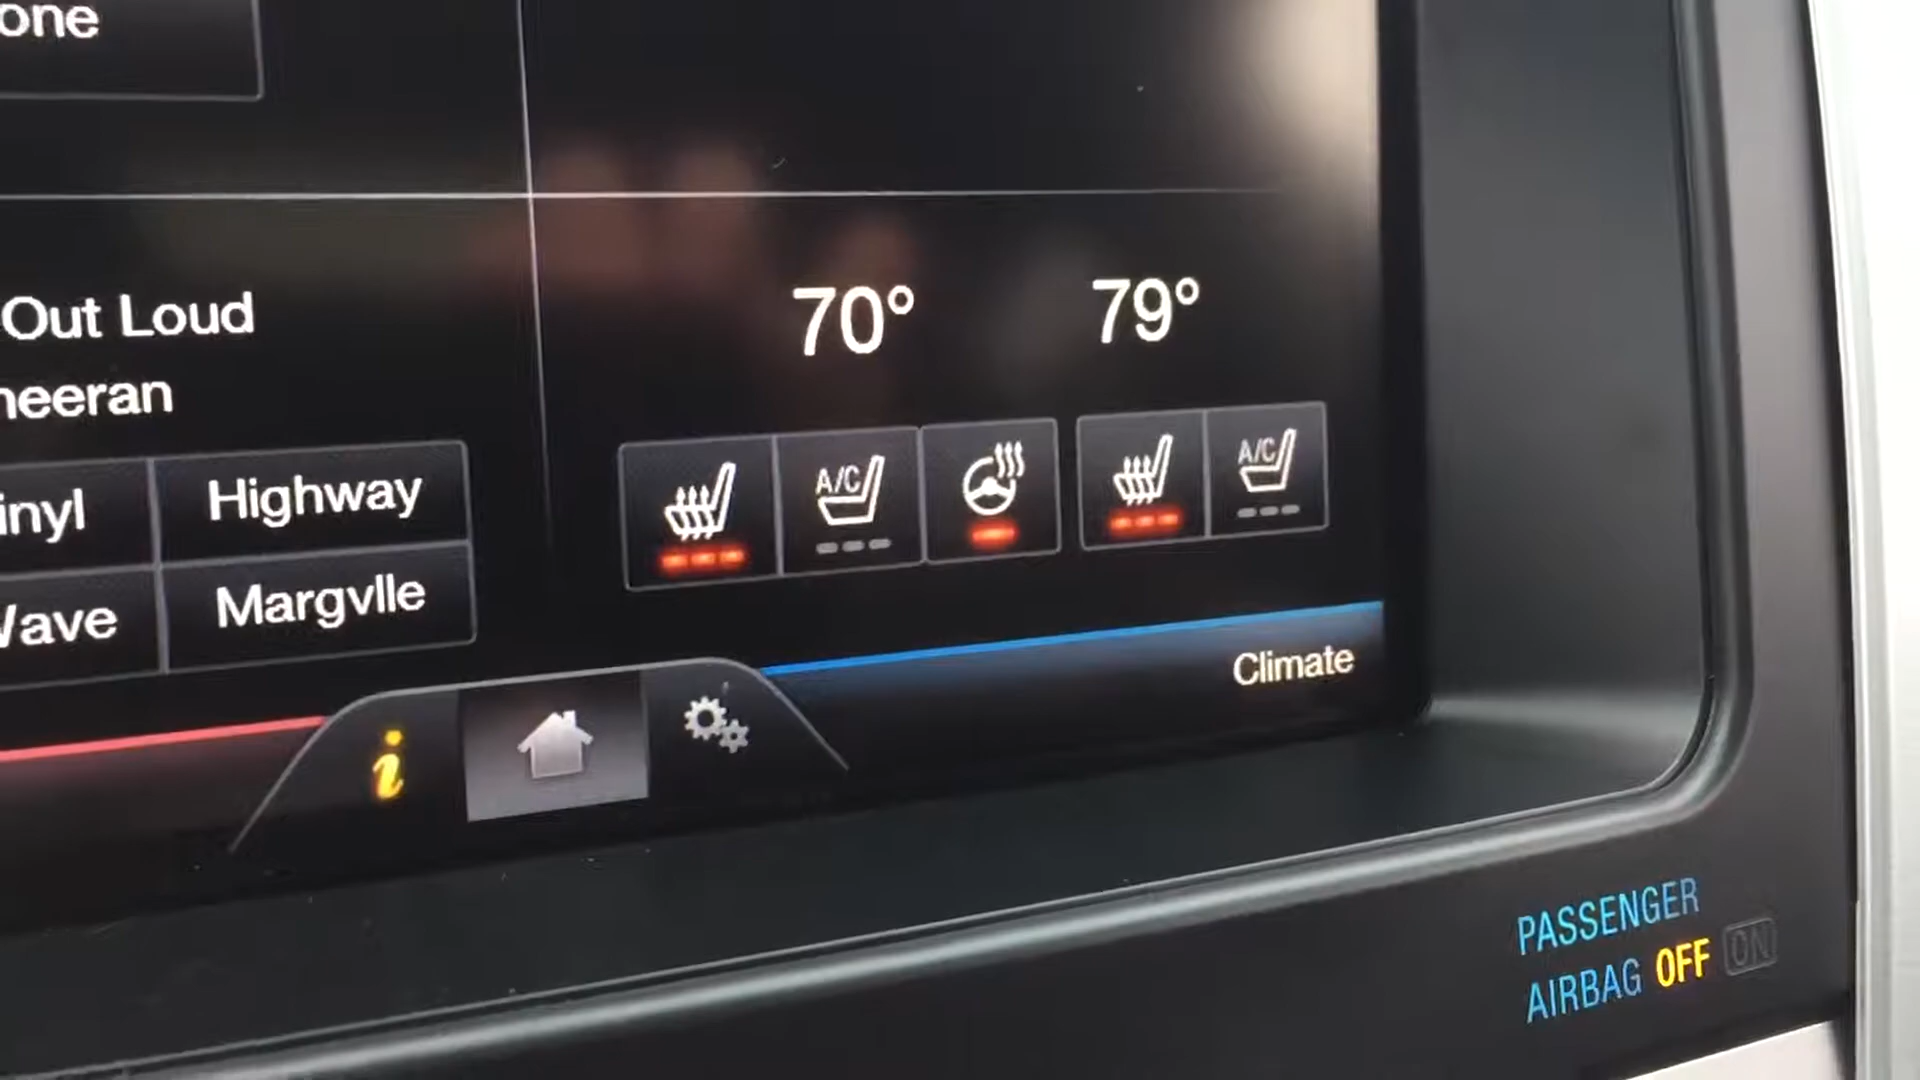 one
Out Loud
heeran
inyl
Highway
Wave
Margvlle
70°
79°
A/C
A/C
Climate
i
PASSENGER
AIRBAG OFF ON